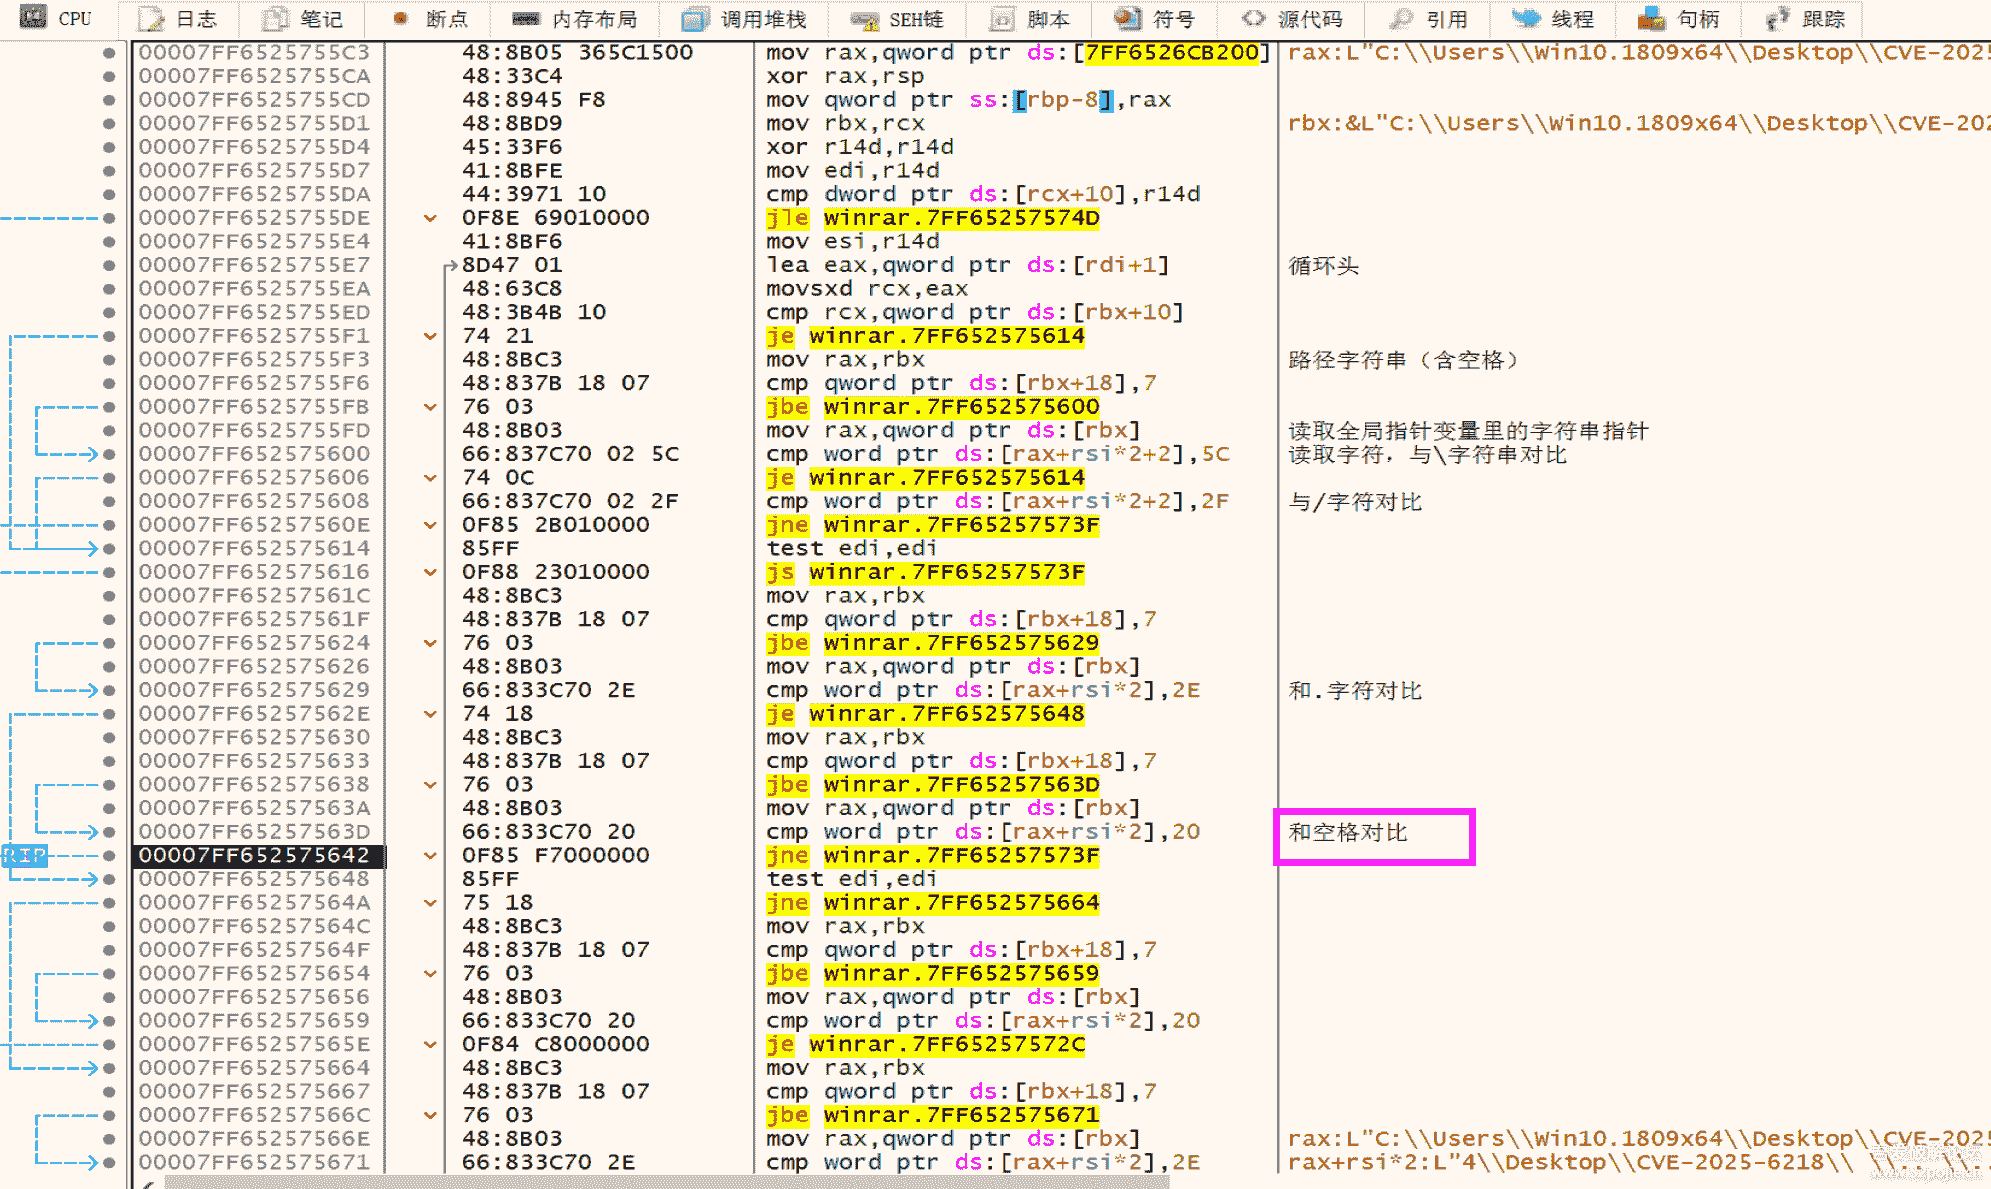 CPU 日志 笔记 断点 内存布局 调用堆栈 SEH链 脚本 符号 源代码 引用 线程 句柄 跟踪
00007FF6525755C3 48:8B05 365C1500 mov rax,qword ptr ds:[7FF6526CB200] rax:L"C:\\Users\\Win10.1809x64\\Desktop\\CVE-2025
00007FF6525755CA 48:33C4 xor rax,rsp
00007FF6525755CD 48:8945 F8 mov qword ptr ss:[rbp-8],rax
00007FF6525755D1 48:8BD9 mov rbx,rcx rbx:&L"C:\\Users\\Win10.1809x64\\Desktop\\CVE-202
00007FF6525755D4 45:33F6 xor r14d,r14d
00007FF6525755D7 41:8BFE mov edi,r14d
00007FF6525755DA 44:3971 10 cmp dword ptr ds:[rcx+10],r14d
00007FF6525755DE 0F8E 69010000 jle winrar.7FF65257574D
00007FF6525755E4 41:8BF6 mov esi,r14d
00007FF6525755E7 8D47 01 lea eax,qword ptr ds:[rdi+1] 循环头
00007FF6525755EA 48:63C8 movsxd rcx,eax
00007FF6525755ED 48:3B4B 10 cmp rcx,qword ptr ds:[rbx+10]
00007FF6525755F1 74 21 je winrar.7FF652575614
00007FF6525755F3 48:8BC3 mov rax,rbx 路径字符串（含空格）
00007FF6525755F6 48:837B 18 07 cmp qword ptr ds:[rbx+18],7
00007FF6525755FB 76 03 jbe winrar.7FF652575600
00007FF6525755FD 48:8B03 mov rax,qword ptr ds:[rbx] 读取全局指针变量里的字符串指针
00007FF652575600 66:837C70 02 5C cmp word ptr ds:[rax+rsi*2+2],5C 读取字符，与\字符串对比
00007FF652575606 74 0C je winrar.7FF652575614
00007FF652575608 66:837C70 02 2F cmp word ptr ds:[rax+rsi*2+2],2F 与/字符对比
00007FF65257560E 0F85 2B010000 jne winrar.7FF65257573F
00007FF652575614 85FF test edi,edi
00007FF652575616 0F88 23010000 js winrar.7FF65257573F
00007FF65257561C 48:8BC3 mov rax,rbx
00007FF65257561F 48:837B 18 07 cmp qword ptr ds:[rbx+18],7
00007FF652575624 76 03 jbe winrar.7FF652575629
00007FF652575626 48:8B03 mov rax,qword ptr ds:[rbx]
00007FF652575629 66:833C70 2E cmp word ptr ds:[rax+rsi*2],2E 和.字符对比
00007FF65257562E 74 18 je winrar.7FF652575648
00007FF652575630 48:8BC3 mov rax,rbx
00007FF652575633 48:837B 18 07 cmp qword ptr ds:[rbx+18],7
00007FF652575638 76 03 jbe winrar.7FF65257563D
00007FF65257563A 48:8B03 mov rax,qword ptr ds:[rbx]
00007FF65257563D 66:833C70 20 cmp word ptr ds:[rax+rsi*2],20 和空格对比
RIP 00007FF652575642 0F85 F7000000 jne winrar.7FF65257573F
00007FF652575648 85FF test edi,edi
00007FF65257564A 75 18 jne winrar.7FF652575664
00007FF65257564C 48:8BC3 mov rax,rbx
00007FF65257564F 48:837B 18 07 cmp qword ptr ds:[rbx+18],7
00007FF652575654 76 03 jbe winrar.7FF652575659
00007FF652575656 48:8B03 mov rax,qword ptr ds:[rbx]
00007FF652575659 66:833C70 20 cmp word ptr ds:[rax+rsi*2],20
00007FF65257565E 0F84 C8000000 je winrar.7FF65257572C
00007FF652575664 48:8BC3 mov rax,rbx
00007FF652575667 48:837B 18 07 cmp qword ptr ds:[rbx+18],7
00007FF65257566C 76 03 jbe winrar.7FF652575671
00007FF65257566E 48:8B03 mov rax,qword ptr ds:[rbx] rax:L"C:\\Users\\Win10.1809x64\\Desktop\\CVE-2025
00007FF652575671 66:833C70 2E cmp word ptr ds:[rax+rsi*2],2E rax+rsi*2:L"4\\Desktop\\CVE-2025-6218\\ \\.. \\..